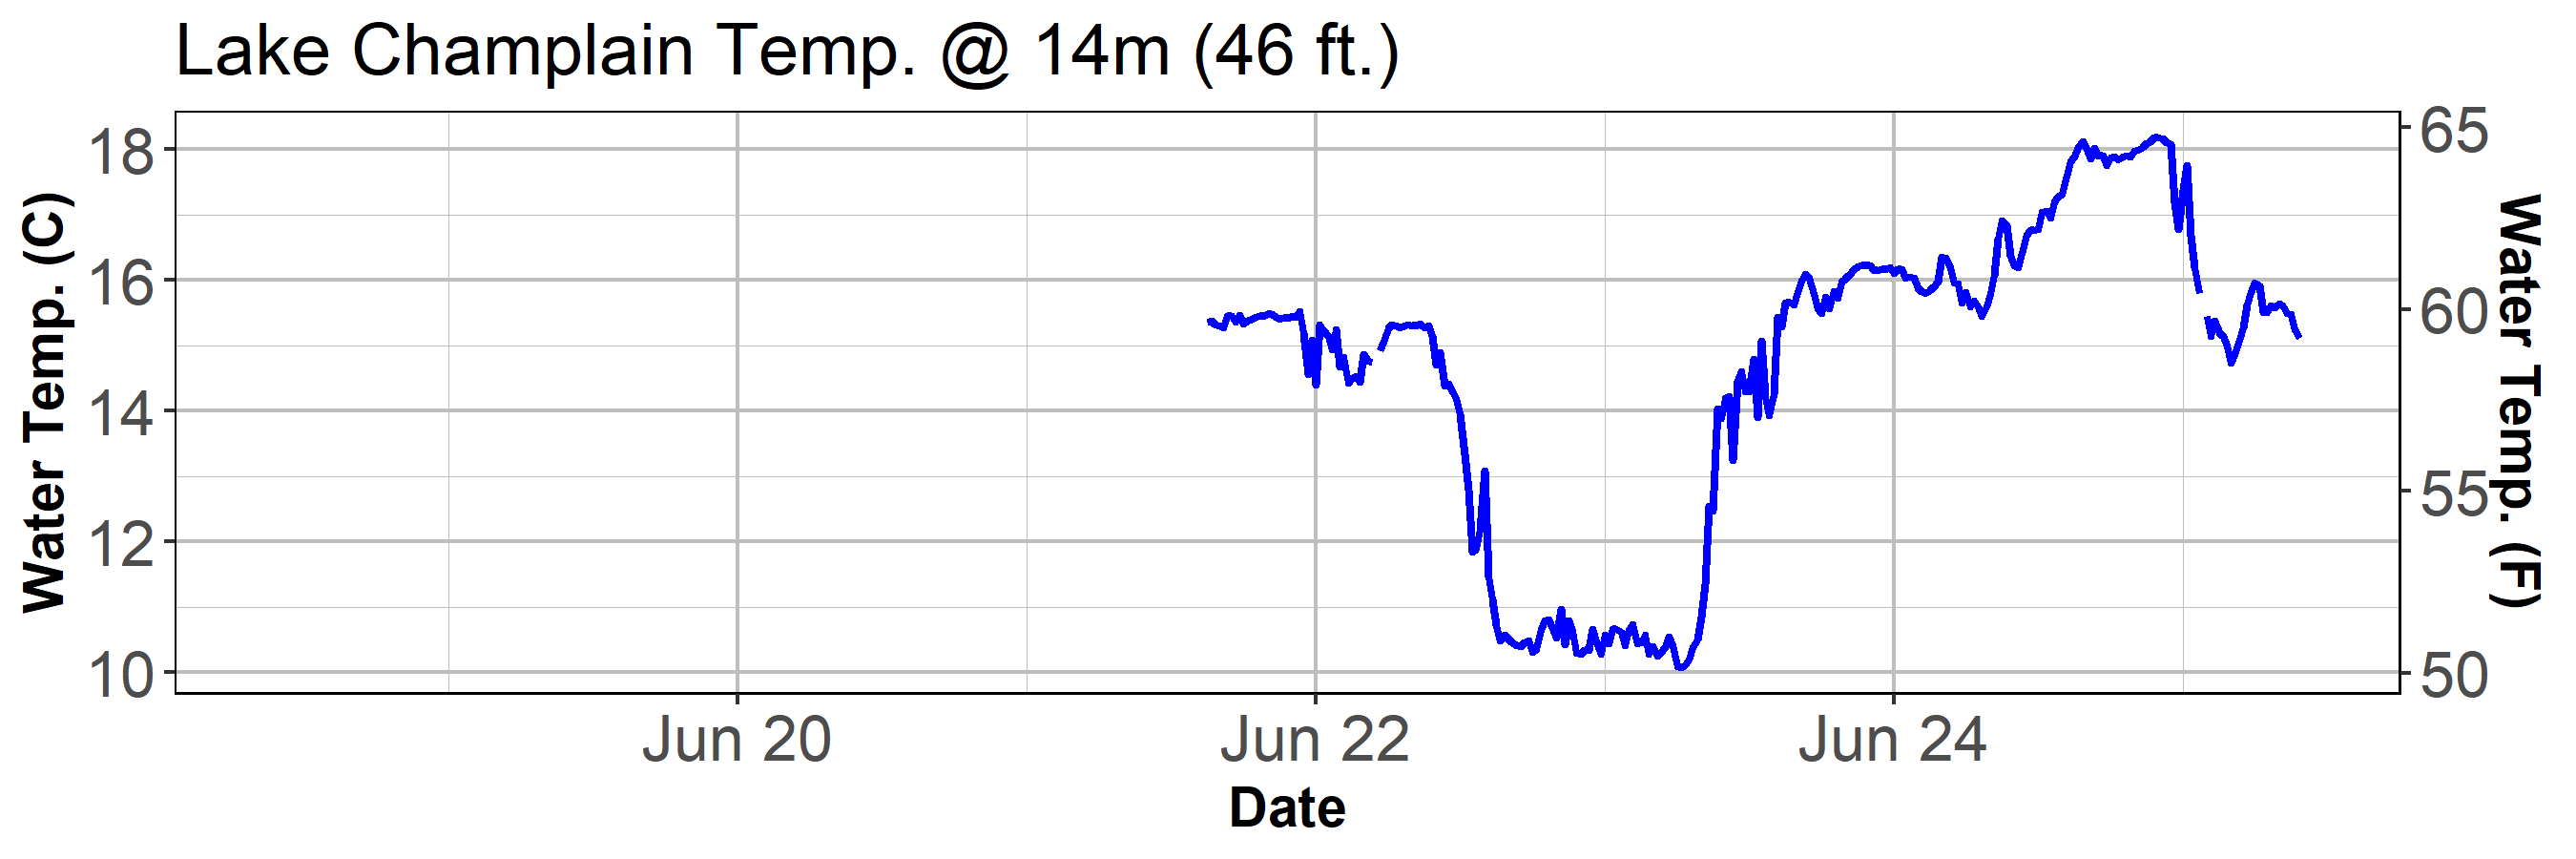 Lake Champlain Temp. @ 14m (46 ft.)
Water Temp. (C)
18
16
14
12
10
65
60
55
50
Water Temp. (F)
Jun 20 Jun 22 Jun 24
Date